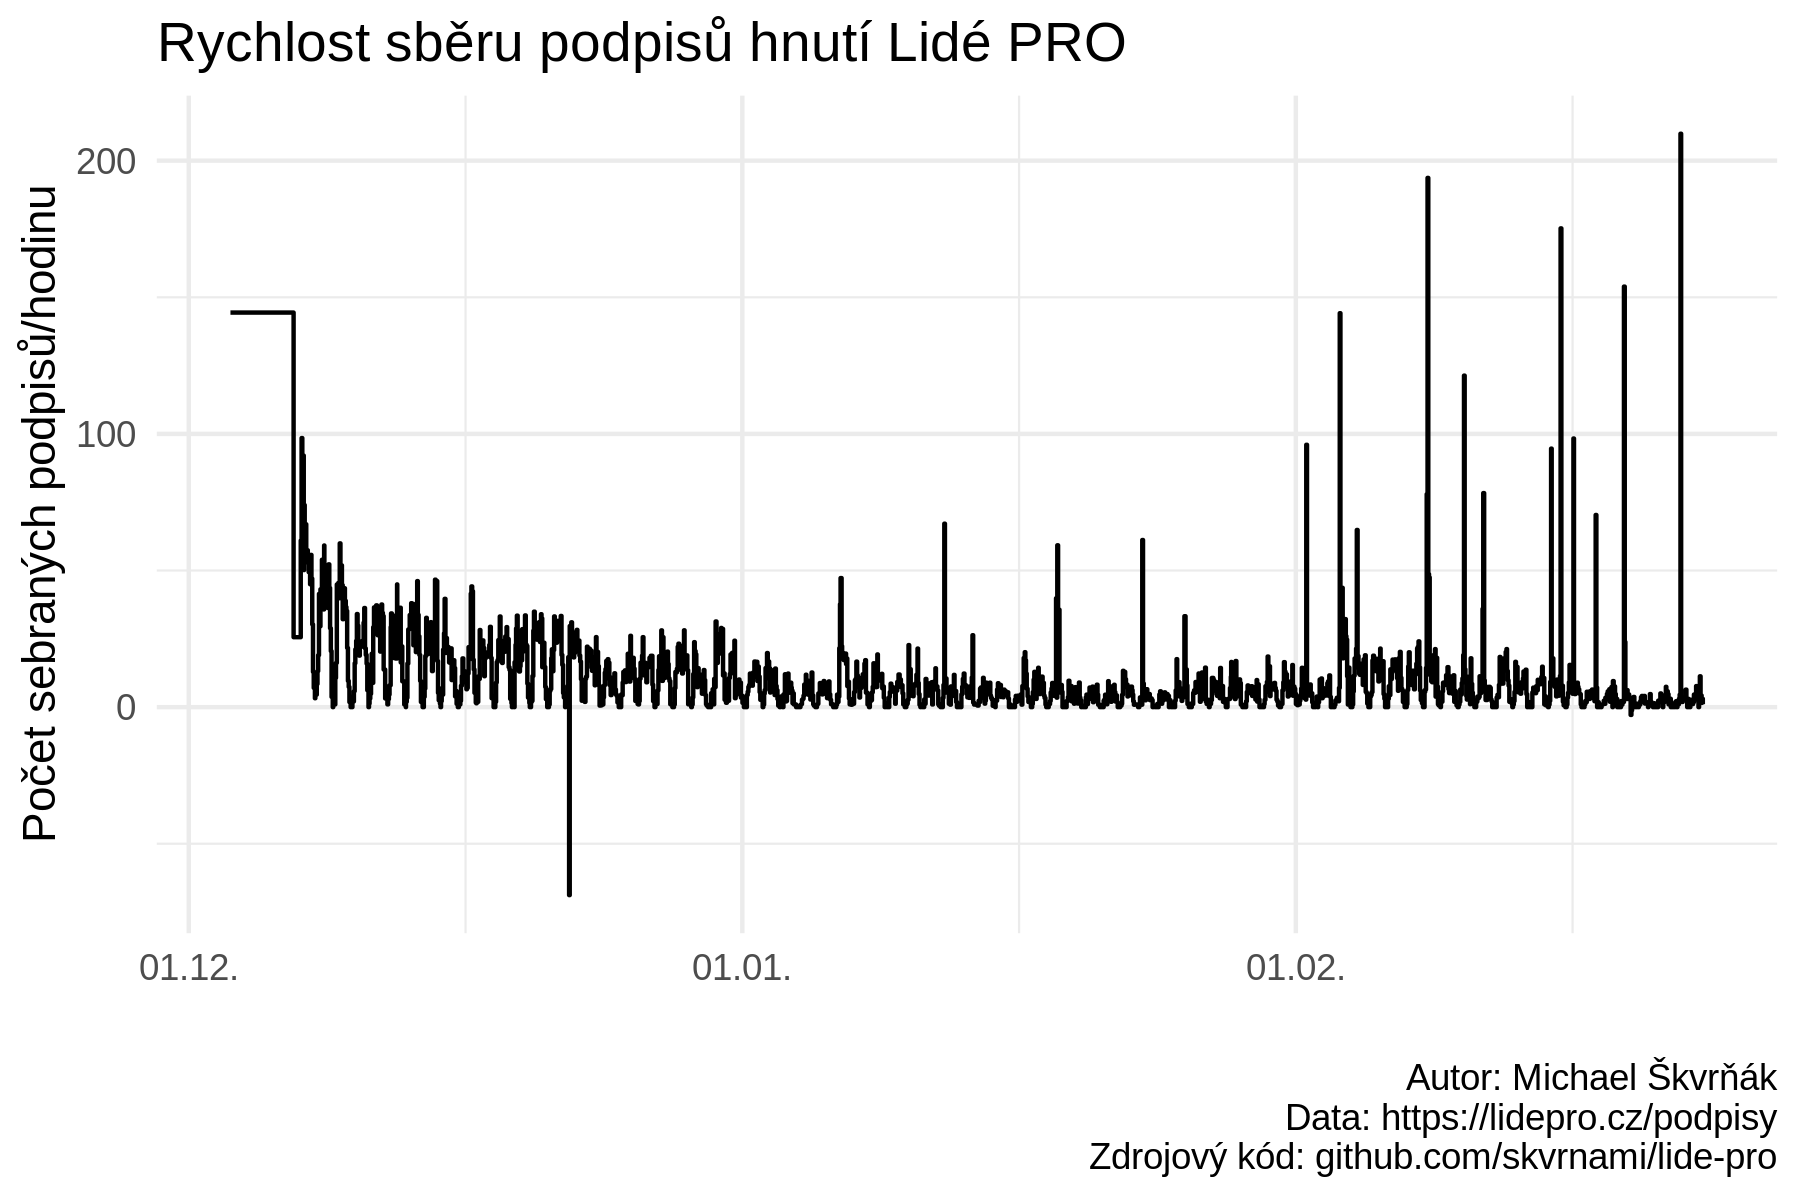 Rychlost sběru podpisů hnutí Lidé PRO
Počet sebraných podpisů/hodinu
200
100
0
01.12.
01.01.
01.02.
Autor: Michael Škvrňák
Data: https://lidepro.cz/podpisy
Zdrojový kód: github.com/skvrnami/lide-pro